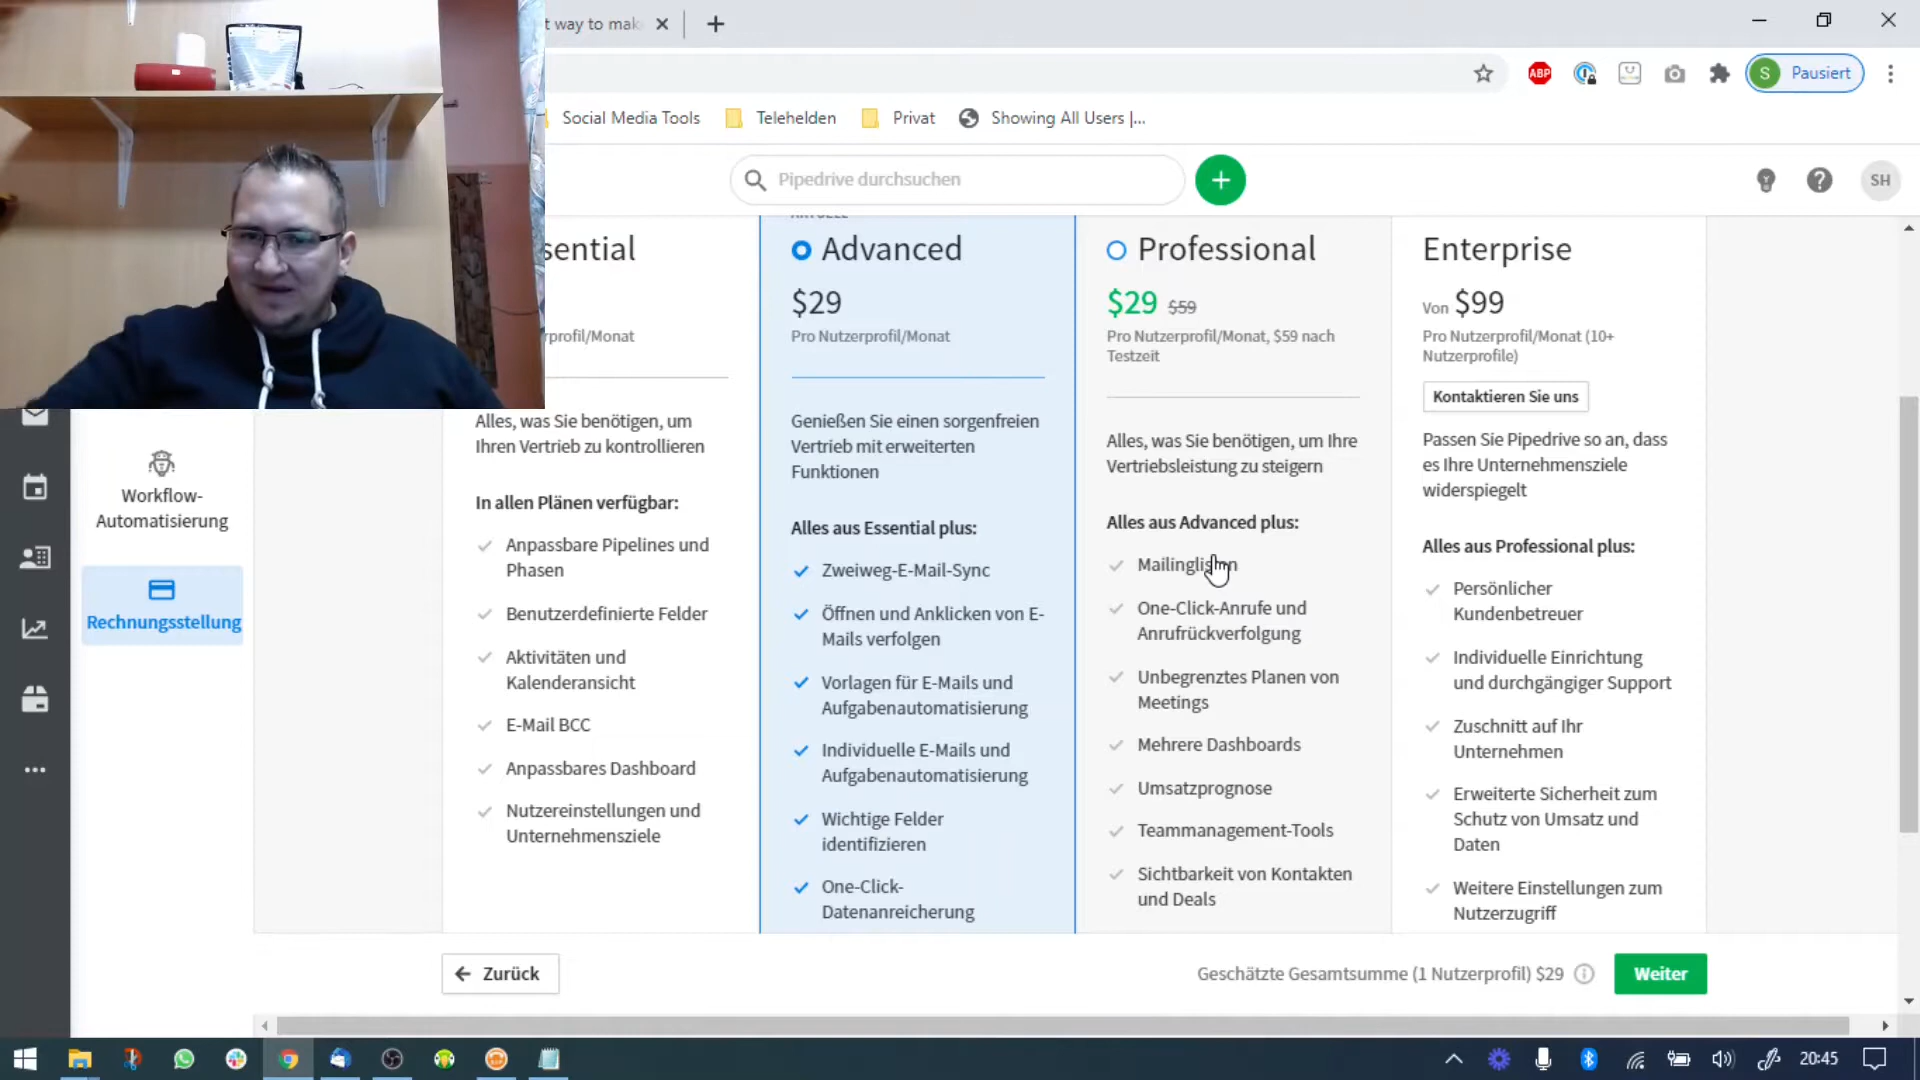 t way to mak
Pausiert
S
ABP
Social Media Tools
Telehelden
Privat
Showing All Users |...
Pipedrive durchsuchen
SH
Workflow-
Automatisierung
Rechnungsstellung
sential
profil/Monat
Alles, was Sie benötigen, um
Ihren Vertrieb zu kontrollieren
In allen Plänen verfügbar:
Anpassbare Pipelines und
Phasen
Benutzerdefinierte Felder
Aktivitäten und
Kalenderansicht
E-Mail BCC
Anpassbares Dashboard
Nutzereinstellungen und
Unternehmensziele
AKTUELL
Advanced
$29
Pro Nutzerprofil/Monat
Genießen Sie einen sorgenfreien
Vertrieb mit erweiterten
Funktionen
Alles aus Essential plus:
Zweiweg-E-Mail-Sync
Öffnen und Anklicken von E-
Mails verfolgen
Vorlagen für E-Mails und
Aufgabenautomatisierung
Individuelle E-Mails und
Aufgabenautomatisierung
Wichtige Felder
identifizieren
One-Click-
Datenanreicherung
Professional
$29 $59
Pro Nutzerprofil/Monat, $59 nach
Testzeit
Alles, was Sie benötigen, um Ihre
Vertriebsleistung zu steigern
Alles aus Advanced plus:
Mailinglisten
One-Click-Anrufe und
Anrufrückverfolgung
Unbegrenztes Planen von
Meetings
Mehrere Dashboards
Umsatzprognose
Teammanagement-Tools
Sichtbarkeit von Kontakten
und Deals
Enterprise
Von $99
Pro Nutzerprofil/Monat (10+
Nutzerprofile)
Kontaktieren Sie uns
Passen Sie Pipedrive so an, dass
es Ihre Unternehmensziele
widerspiegelt
Alles aus Professional plus:
Persönlicher
Kundenbetreuer
Individuelle Einrichtung
und durchgängiger Support
Zuschnitt auf Ihr
Unternehmen
Erweiterte Sicherheit zum
Schutz von Umsatz und
Daten
Weitere Einstellungen zum
Nutzerzugriff
Zurück
Geschätzte Gesamtsumme (1 Nutzerprofil) $29
Weiter
20:45